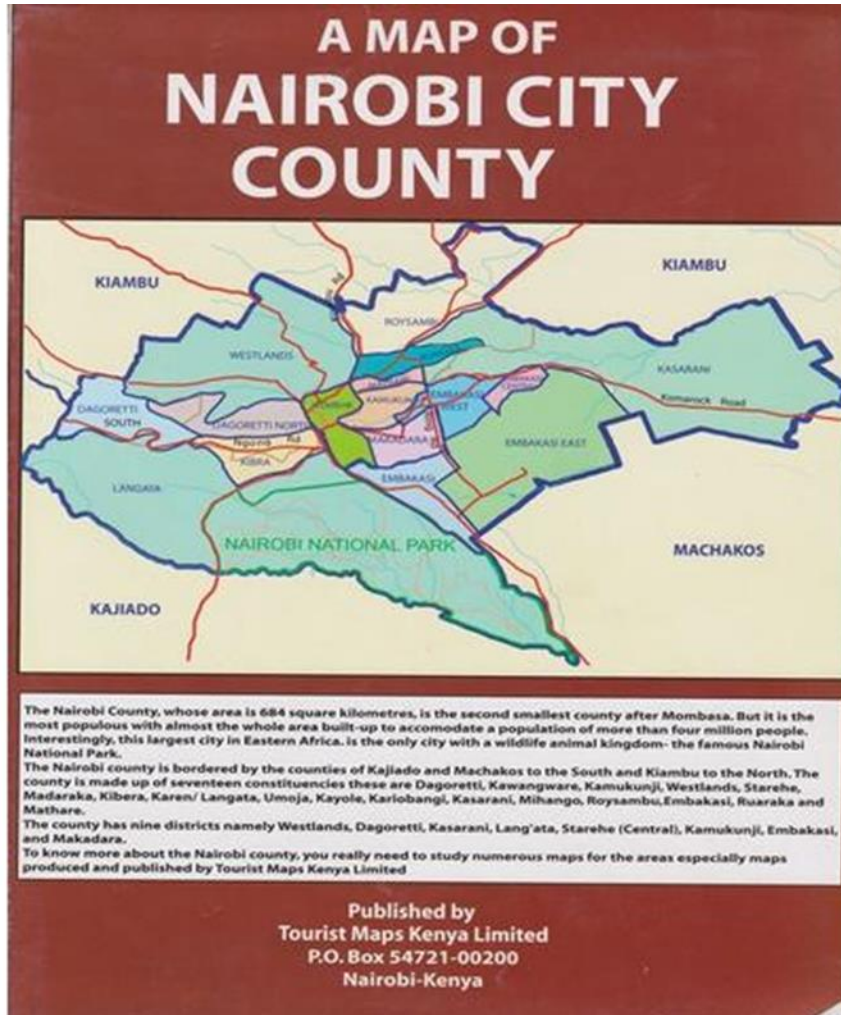 A MAP OF
NAIROBI CITY
COUNTY
KIAMBU
KIAMBU
ROYSAMBU
WESTLANDS
KASARANI
Komarock Road
DAGORETTI
SOUTH
DAGORETTI NORTH
KAMUKUNJI
EMBAKASI
WEST
MAKADARA
EMBAKASI EAST
Ngong Rd
KIBRA
EMBAKASI
LANGATA
NAIROBI NATIONAL PARK
MACHAKOS
KAJIADO
The Nairobi County, whose area is 684 square kilometres, is the second smallest county after Mombasa. But it is the
most populous with almost the whole area built-up to accomodate a population of more than four million people.
Interestingly, this largest city in Eastern Africa. is the only city with a wildlife animal kingdom- the famous Nairobi
National Park.
The Nairobi county is bordered by the counties of Kajiado and Machakos to the South and Kiambu to the North. The
county is made up of seventeen constituencies these are Dagoretti, Kawangware, Kamukunji, Westlands, Starehe,
Madaraka, Kibera, Karen/ Langata, Umoja, Kayole, Kariobangi, Kasarani, Mihango, Roysambu,Embakasi, Ruaraka and
Mathare.
The county has nine districts namely Westlands, Dagoretti, Kasarani, Lang'ata, Starehe (Central), Kamukunji, Embakasi,
and Makadara.
To know more about the Nairobi county, you really need to study numerous maps for the areas especially maps
produced and published by Tourist Maps Kenya Limited
Published by
Tourist Maps Kenya Limited
P.O. Box 54721-00200
Nairobi-Kenya